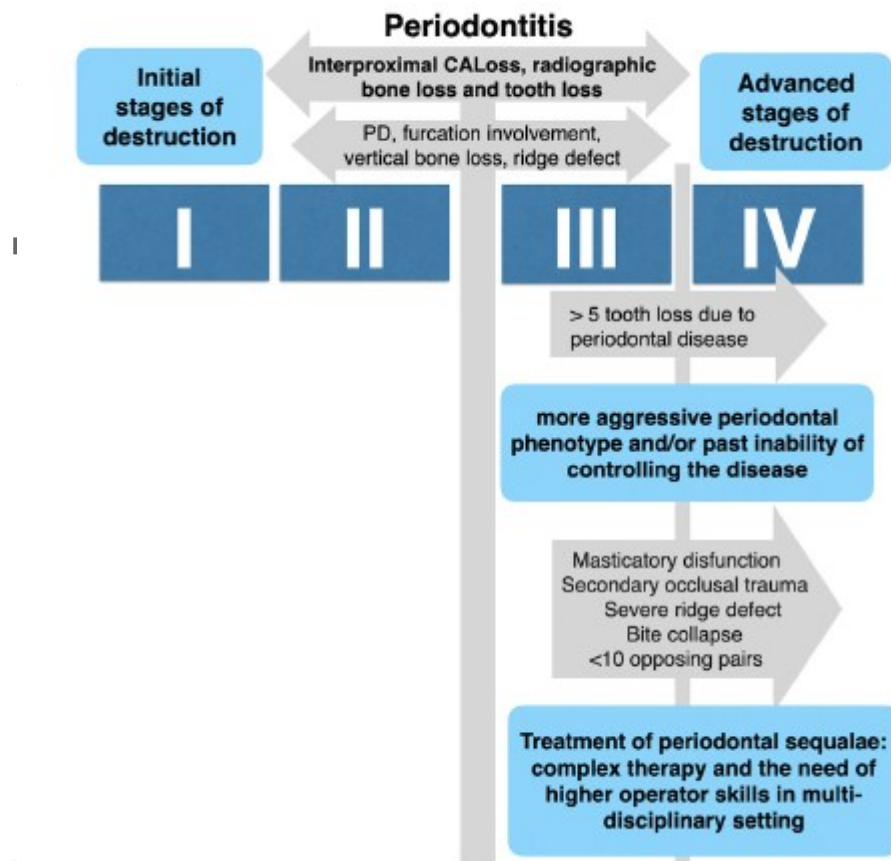 Periodontitis
Initial
stages of
destruction
Interproximal CALoss, radiographic
bone loss and tooth loss
Advanced
stages of
destruction
PD, furcation involvement,
vertical bone loss, ridge defect
I
II
III
IV
> 5 tooth loss due to
periodontal disease
more aggressive periodontal
phenotype and/or past inability of
controlling the disease
Masticatory disfunction
Secondary occlusal trauma
Severe ridge defect
Bite collapse
<10 opposing pairs
Treatment of periodontal sequalae:
complex therapy and the need of
higher operator skills in multi-
disciplinary setting